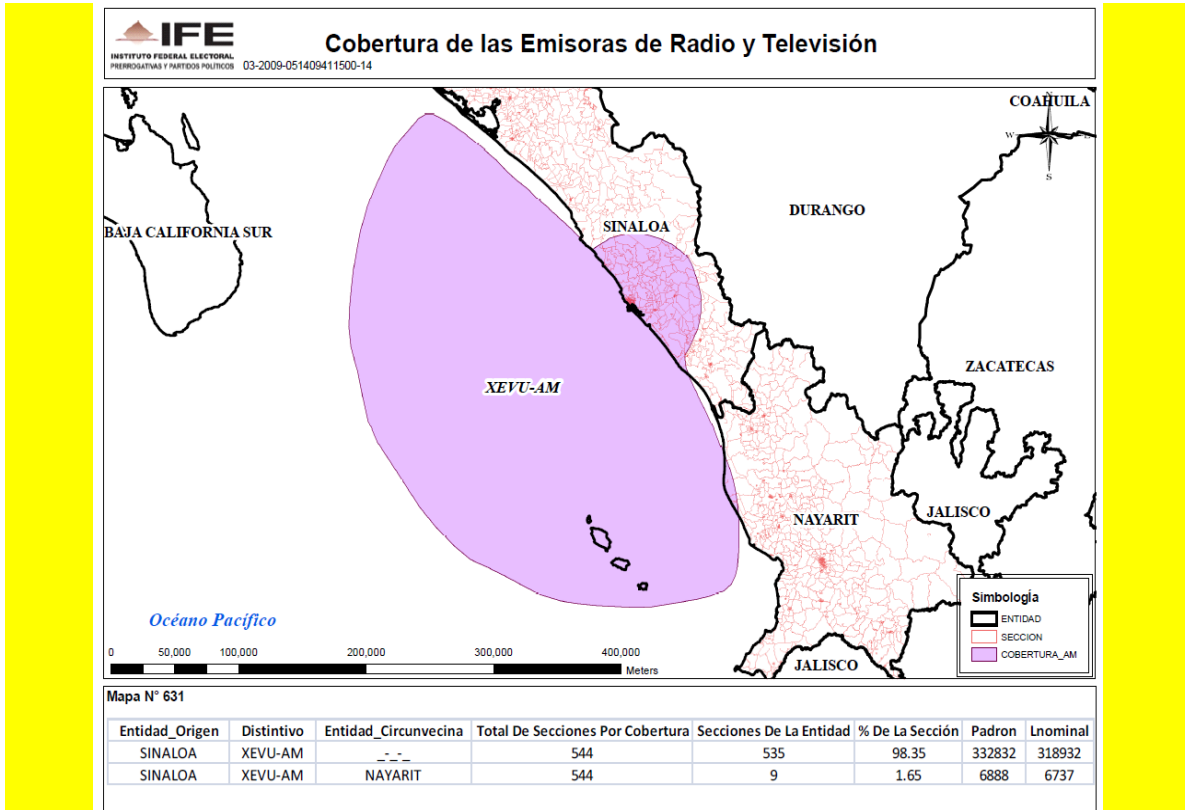 IFE
INSTITUTO FEDERAL ELECTORAL
PRERROGATIVAS Y PARTIDOS POLITICOS
Cobertura de las Emisoras de Radio y Televisión
03-2009-051409411500-14
COAHUILA
N
W
E
S
DURANGO
SINALOA
BAJA CALIFORNIA SUR
ZACATECAS
XEVU-AM
NAYARIT
JALISCO
Océano Pacífico
Simbología
ENTIDAD
SECCION
COBERTURA_AM
0 50,000 100,000 200,000 300,000 400,000
Meters
JALISCO
Mapa N° 631
Entidad_Origen Distintivo Entidad_Circunvecina Total De Secciones Por Cobertura Secciones De La Entidad % De La Sección Padron Lnominal
SINALOA XEVU-AM _-_-_ 544 535 98.35 332832 318932
SINALOA XEVU-AM NAYARIT 544 9 1.65 6888 6737